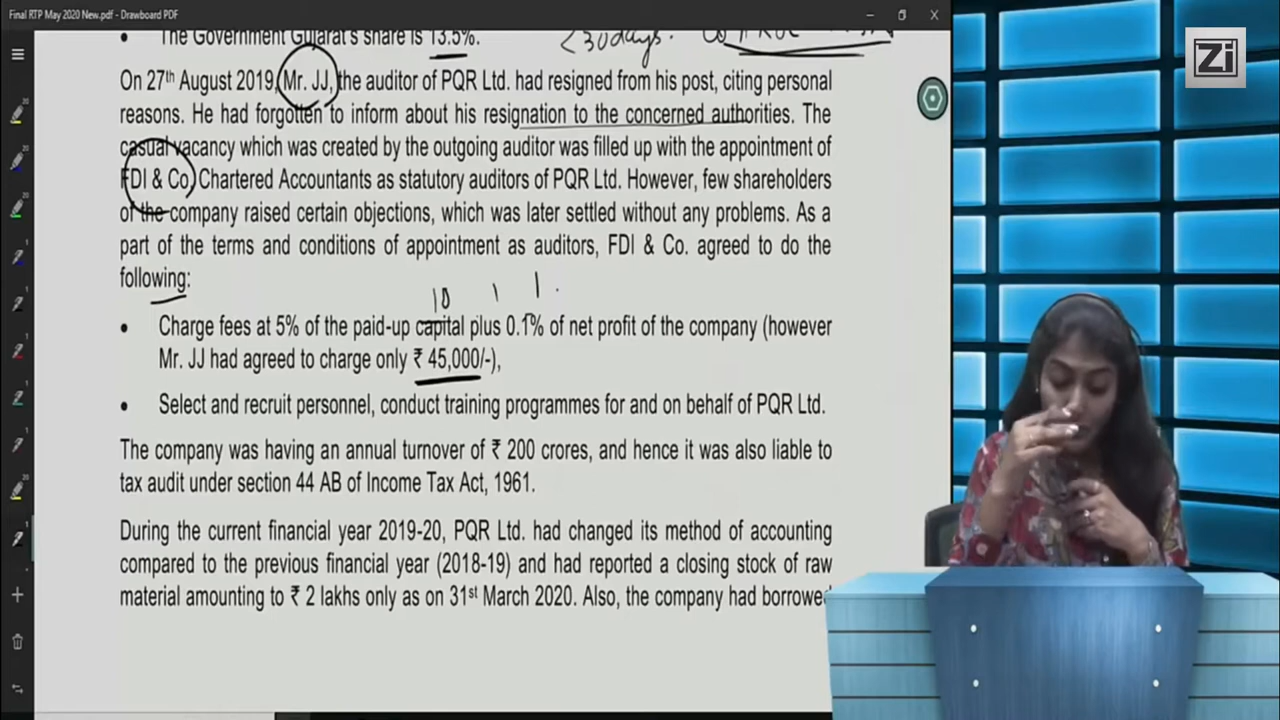 Final RTP May 2020 New.pdf - Drawboard PDF
• The Government Gujarat's share is 13.5%.
<30days.
On 27th August 2019, Mr. JJ, the auditor of PQR Ltd. had resigned from his post, citing personal
reasons. He had forgotten to inform about his resignation to the concerned authorities. The
casual vacancy which was created by the outgoing auditor was filled up with the appointment of
FDI & Co, Chartered Accountants as statutory auditors of PQR Ltd. However, few shareholders
of the company raised certain objections, which was later settled without any problems. As a
part of the terms and conditions of appointment as auditors, FDI & Co. agreed to do the
following:
10 1 1
• Charge fees at 5% of the paid-up capital plus 0.1% of net profit of the company (however
Mr. JJ had agreed to charge only ₹ 45,000/-),
• Select and recruit personnel, conduct training programmes for and on behalf of PQR Ltd.
The company was having an annual turnover of ₹ 200 crores, and hence it was also liable to
tax audit under section 44 AB of Income Tax Act, 1961.
During the current financial year 2019-20, PQR Ltd. had changed its method of accounting
compared to the previous financial year (2018-19) and had reported a closing stock of raw
material amounting to ₹ 2 lakhs only as on 31st March 2020. Also, the company had borrowed
Zi